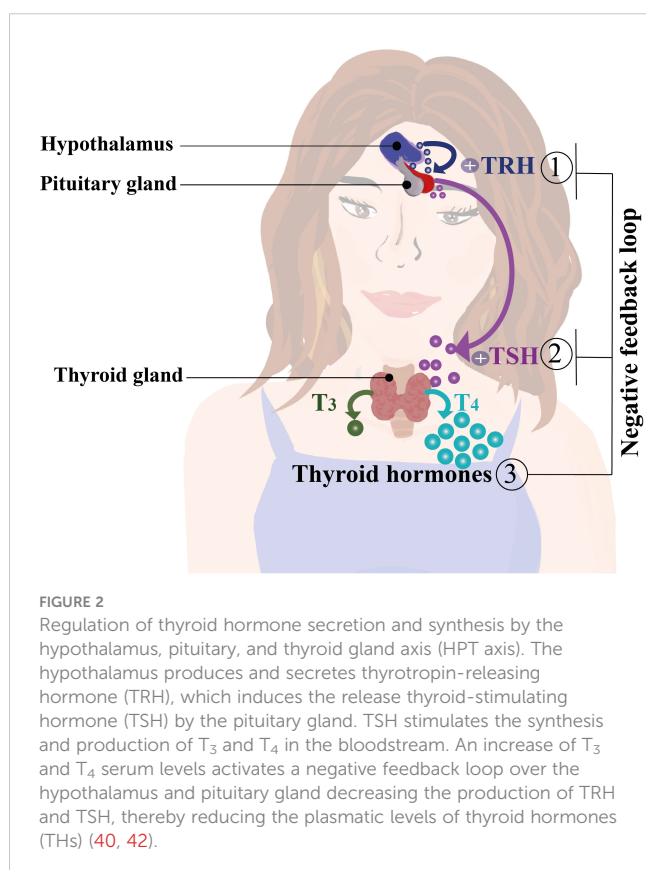 Hypothalamus
+ TRH 1
Pituitary gland
Negative feedback loop
+TSH 2
Thyroid gland
T3 T4
Thyroid hormones 3
FIGURE 2
Regulation of thyroid hormone secretion and synthesis by the
hypothalamus, pituitary, and thyroid gland axis (HPT axis). The
hypothalamus produces and secretes thyrotropin-releasing
hormone (TRH), which induces the release thyroid-stimulating
hormone (TSH) by the pituitary gland. TSH stimulates the synthesis
and production of T3 and T4 in the bloodstream. An increase of T3
and T4 serum levels activates a negative feedback loop over the
hypothalamus and pituitary gland decreasing the production of TRH
and TSH, thereby reducing the plasmatic levels of thyroid hormones
(THs) (40, 42).